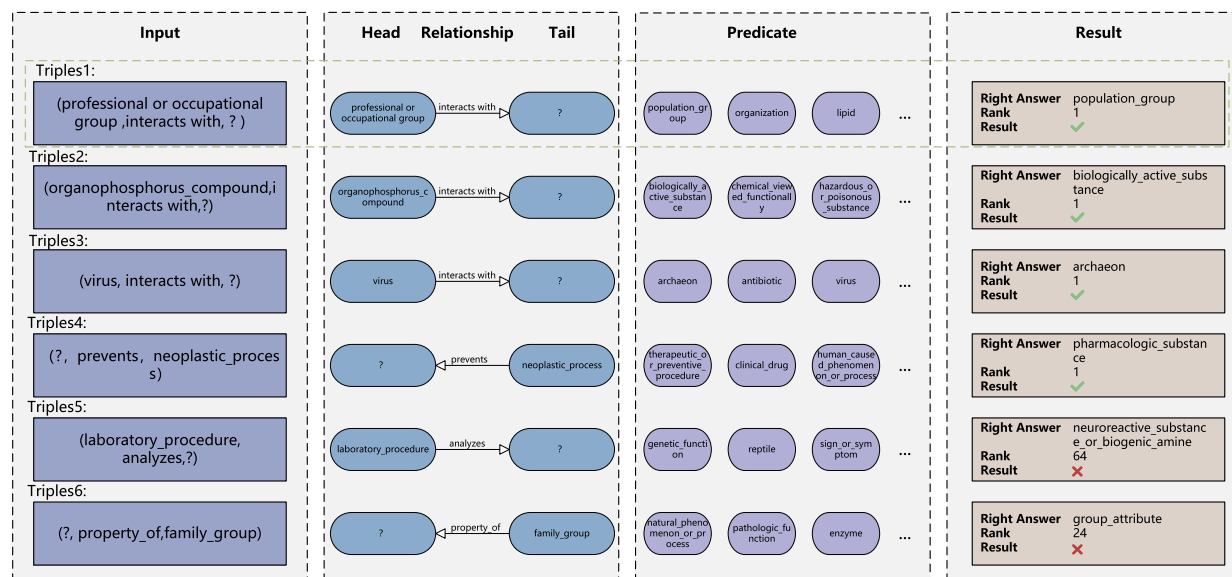 Input
Head Relationship Tail
Predicate
Result
Triples1:
(professional or occupational
group ,interacts with, ? )
professional or
occupational group
interacts with
?
population_gr
oup
organization
lipid
...
Right Answer population_group
Rank 1
Result
Triples2:
(organophosphorus_compound,i
nteracts with,?)
organophosphorus_c
ompound
interacts with
?
biologically_a
ctive_substan
ce
chemical_view
ed_functionall
y
hazardous_o
r_poisonous
_substance
...
Right Answer biologically_active_subs
tance
Rank 1
Result
Triples3:
(virus, interacts with, ?)
virus
interacts with
?
archaeon
antibiotic
virus
...
Right Answer archaeon
Rank 1
Result
Triples4:
(?, prevents, neoplastic_proces
s)
?
prevents
neoplastic_process
therapeutic_o
r_preventive_
procedure
clinical_drug
human_cause
d_phenomen
on_or_process
...
Right Answer pharmacologic_substan
ce
Rank 1
Result
Triples5:
(laboratory_procedure,
analyzes,?)
laboratory_procedure
analyzes
?
genetic_functi
on
reptile
sign_or_sym
ptom
...
Right Answer neuroreactive_substanc
e_or_biogenic_amine
Rank 64
Result
Triples6:
(?, property_of,family_group)
?
property_of
family_group
natural_pheno
menon_or_pr
ocess
pathologic_fu
nction
enzyme
...
Right Answer group_attribute
Rank 24
Result